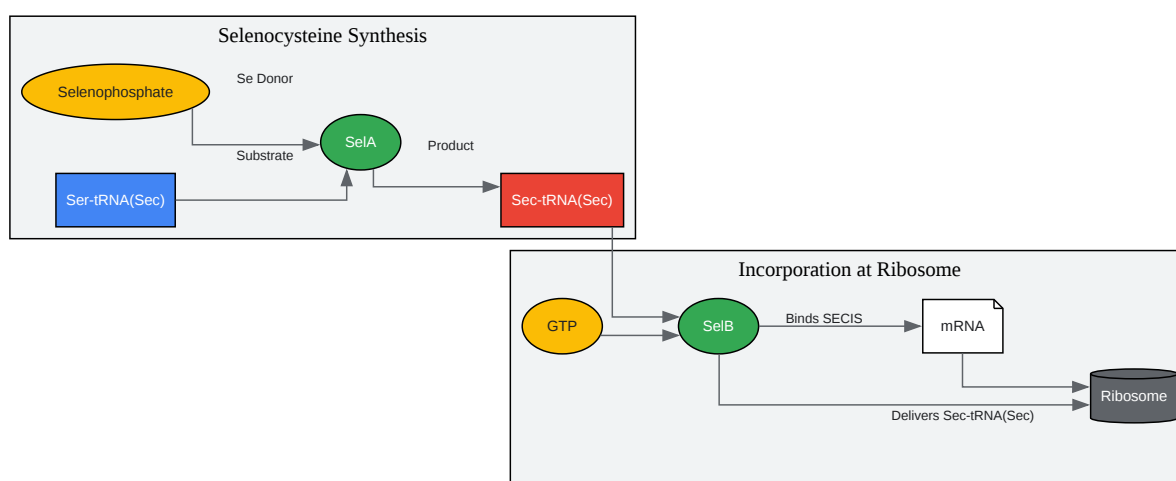 Selenocysteine Synthesis
Se Donor
Selenophosphate
SelA
Product
Substrate
Ser-tRNA(Sec)
Sec-tRNA(Sec)
Incorporation at Ribosome
GTP
SelB
Binds SECIS
mRNA
Ribosome
Delivers Sec-tRNA(Sec)